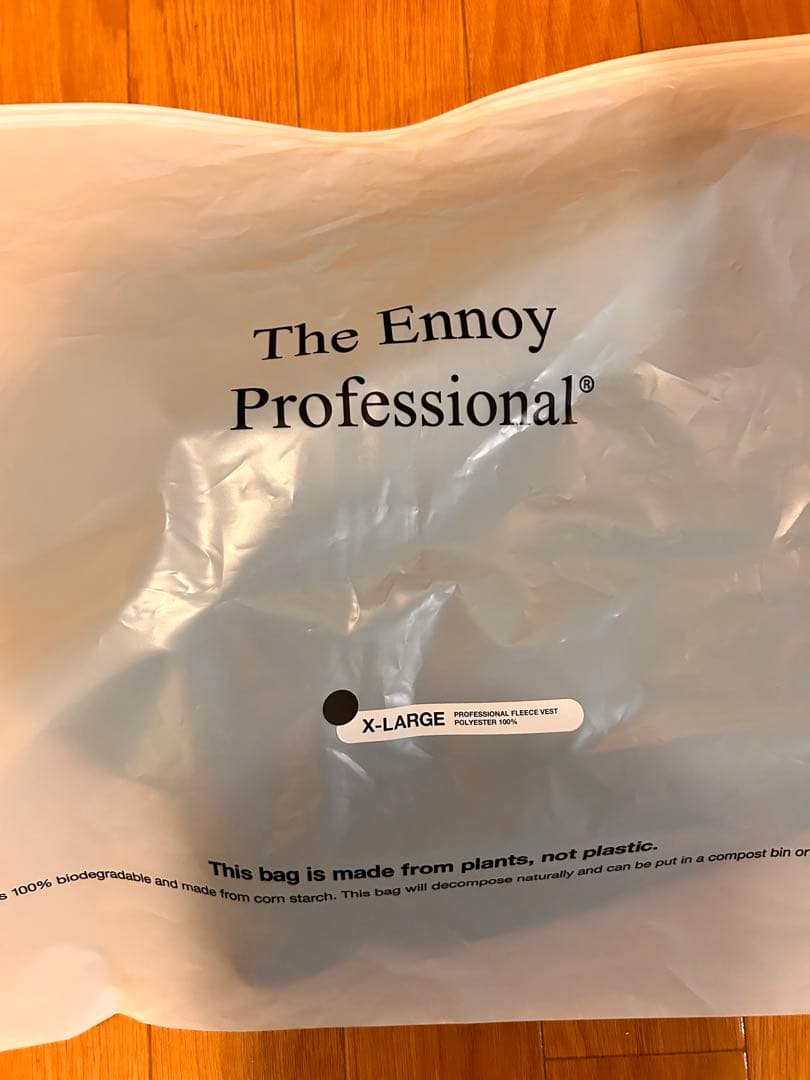 The Ennoy
Professional®
X-LARGE PROFESSIONAL FLEECE VEST
POLYESTER 100%
This bag is made from plants, not plastic.
s 100% biodegradable and made from corn starch. This bag will decompose naturally and can be put in a compost bin or